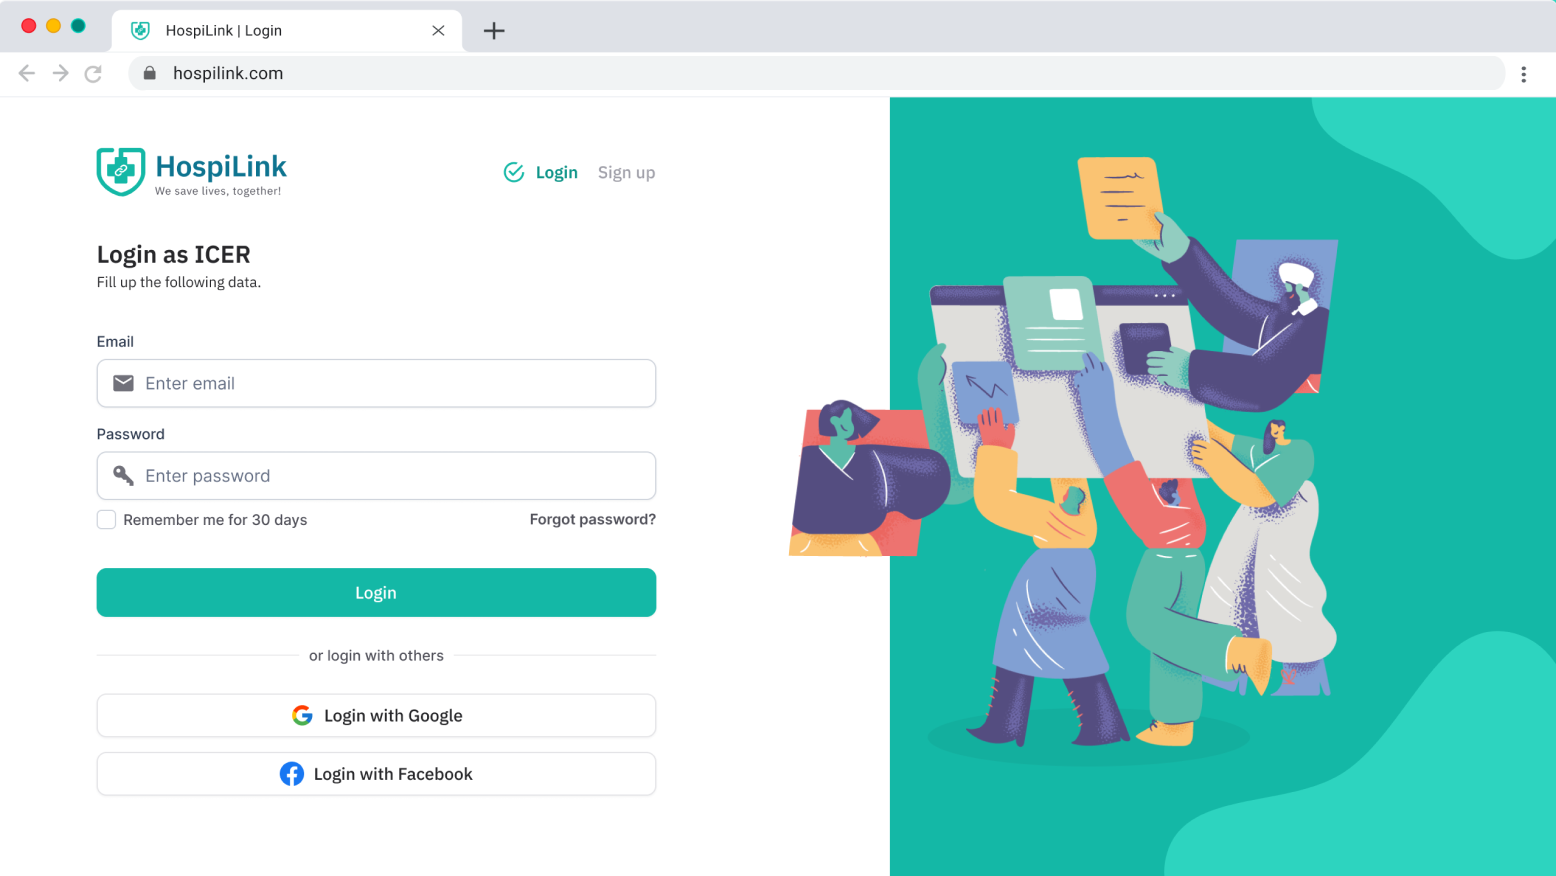 HospiLink | Login
hospilink.com
HospiLink
We save lives, together!
Login
Sign up
Login as ICER
Fill up the following data.
Email
Enter email
Password
Enter password
Remember me for 30 days
Forgot password?
Login
or login with others
Login with Google
Login with Facebook